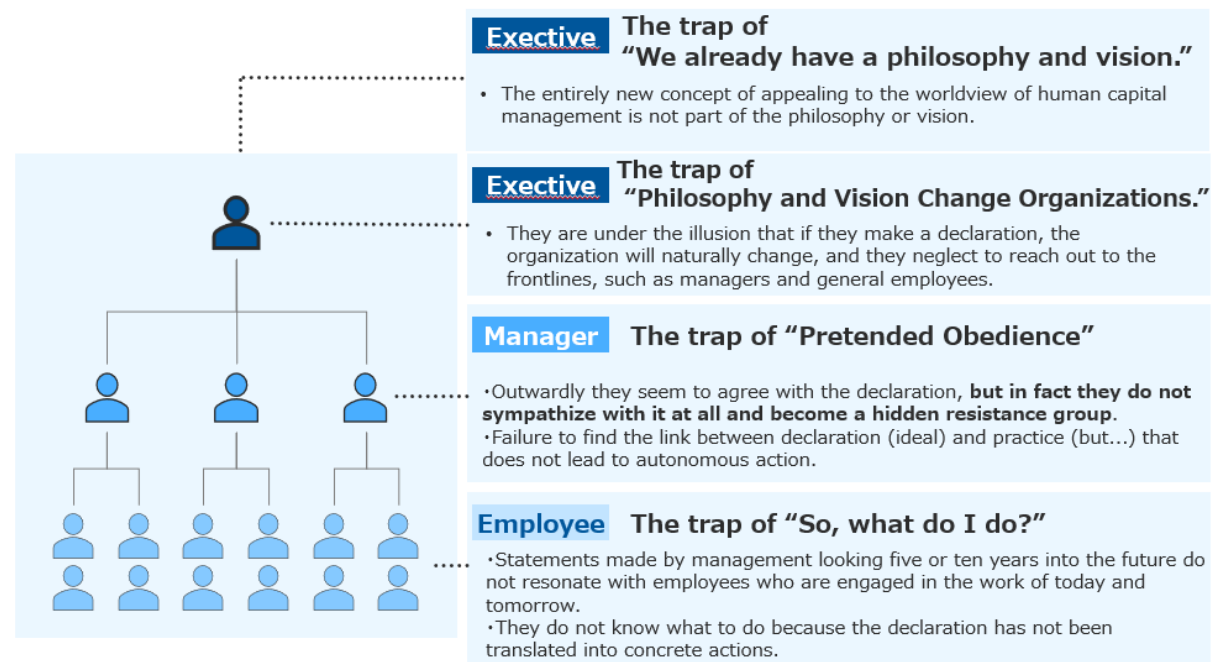 Exective
The trap of
“We already have a philosophy and vision.”
• The entirely new concept of appealing to the worldview of human capital
management is not part of the philosophy or vision.
Exective
The trap of
“Philosophy and Vision Change Organizations.”
• They are under the illusion that if they make a declaration, the
organization will naturally change, and they neglect to reach out to the
frontlines, such as managers and general employees.
Manager
The trap of “Pretended Obedience”
・Outwardly they seem to agree with the declaration, but in fact they do not
sympathize with it at all and become a hidden resistance group.
・Failure to find the link between declaration (ideal) and practice (but...) that
does not lead to autonomous action.
Employee
The trap of “So, what do I do?”
・Statements made by management looking five or ten years into the future do
not resonate with employees who are engaged in the work of today and
tomorrow.
・They do not know what to do because the declaration has not been
translated into concrete actions.